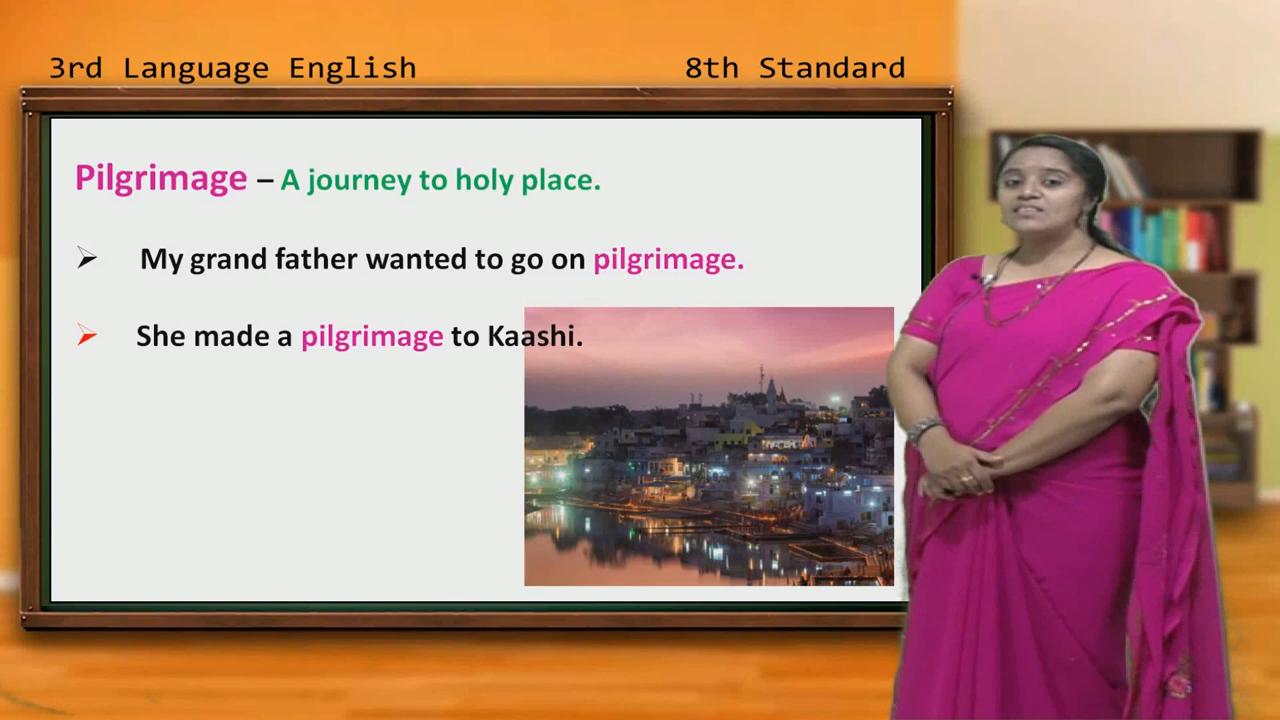 3rd Language English 8th Standard
Pilgrimage – A journey to holy place.
➢ My grand father wanted to go on pilgrimage.
➢ She made a pilgrimage to Kaashi.